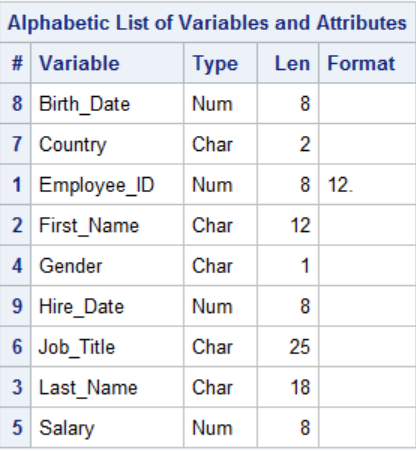 Alphabetic List of Variables and Attributes
# Variable Type Len Format
8 Birth_Date Num 8
7 Country Char 2
1 Employee_ID Num 8 12.
2 First_Name Char 12
4 Gender Char 1
9 Hire_Date Num 8
6 Job_Title Char 25
3 Last_Name Char 18
5 Salary Num 8